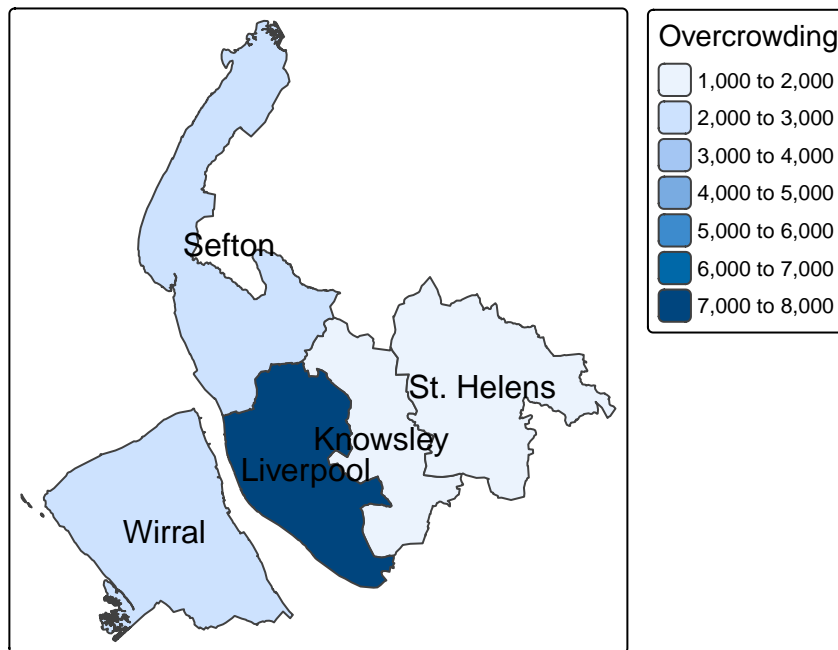 Overcrowding
1,000 to 2,000
2,000 to 3,000
3,000 to 4,000
4,000 to 5,000
5,000 to 6,000
6,000 to 7,000
7,000 to 8,000
Sefton
St. Helens
Knowsley
Liverpool
Wirral